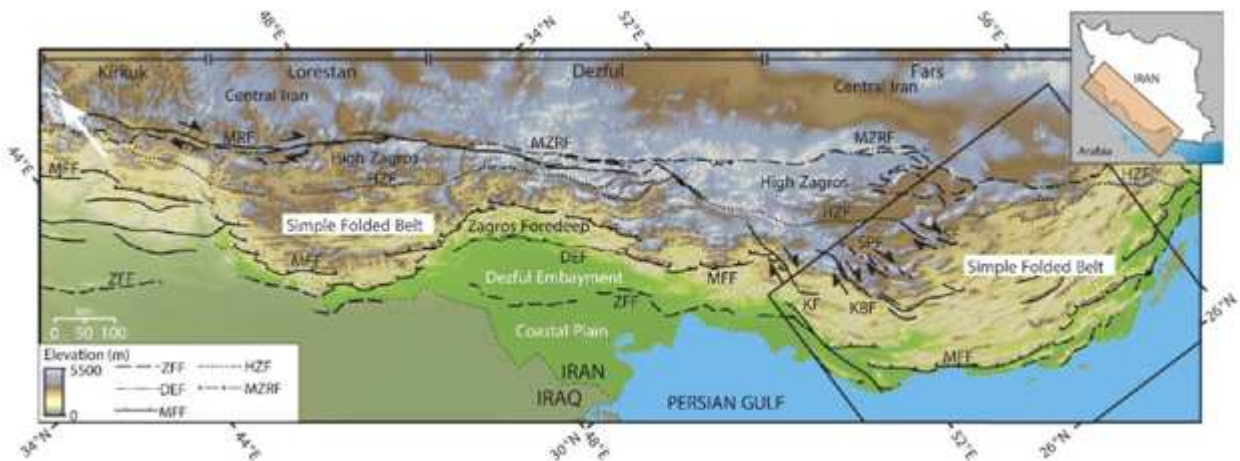 48°E
34°N
52°E
56°E
Kirkuk
Lorestan
Dezful
Fars
IRAN
Arabia
Central Iran
Central Iran
MRF
MZRF
MZRF
44°E
MFF
High Zagros
HZF
High Zagros
HZF
HZF
Simple Folded Belt
Zagros Foredeep
SPF
SF
Simple Folded Belt
DEF
MFF
Dezful Embayment
MFF
ZFF
ZFF
KF
KBF
26°N
km
0 50 100
Coastal Plain
MFF
Elevation (m)
5500
0
ZFF
HZF
DEF
MZRF
MFF
IRAN
IRAQ
PERSIAN GULF
34°N
44°E
30°N
48°E
52°E
26°N